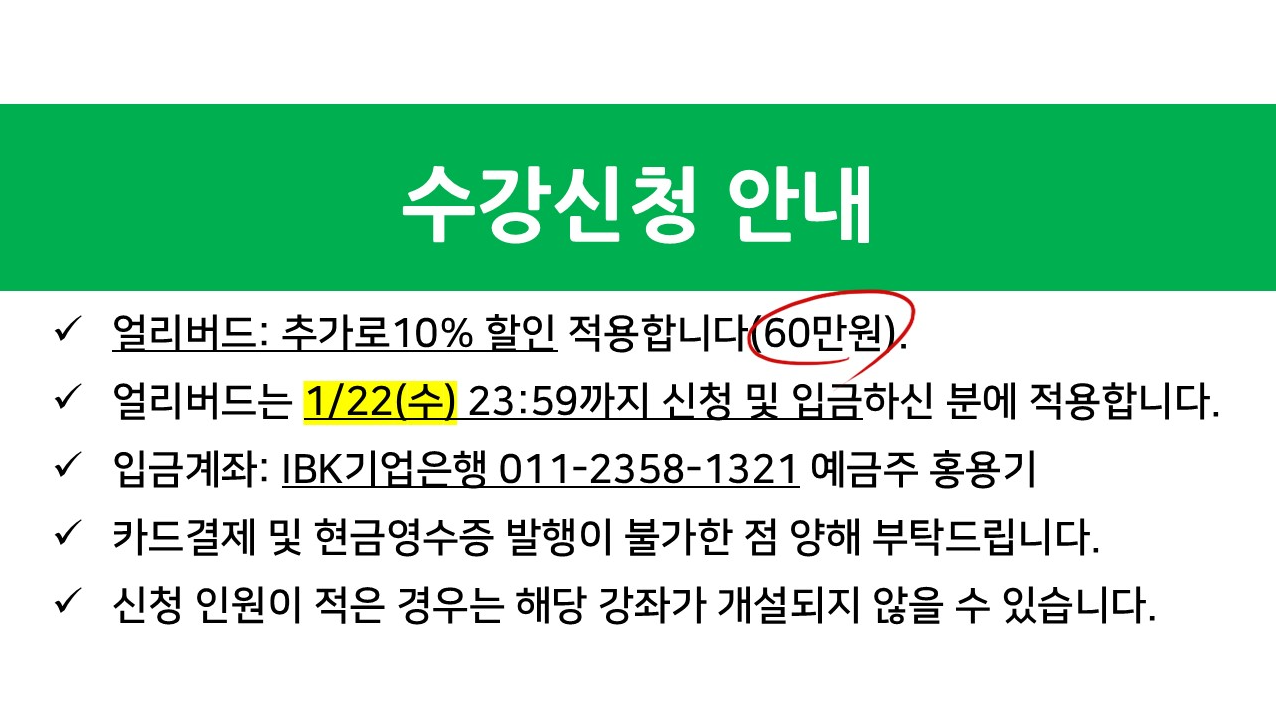 수강신청 안내
✓ 얼리버드: 추가로10% 할인 적용합니다(60만원).
✓ 얼리버드는 1/22(수) 23:59까지 신청 및 입금하신 분에 적용합니다.
✓ 입금계좌: IBK기업은행 011-2358-1321 예금주 홍용기
✓ 카드결제 및 현금영수증 발행이 불가한 점 양해 부탁드립니다.
✓ 신청 인원이 적은 경우는 해당 강좌가 개설되지 않을 수 있습니다.